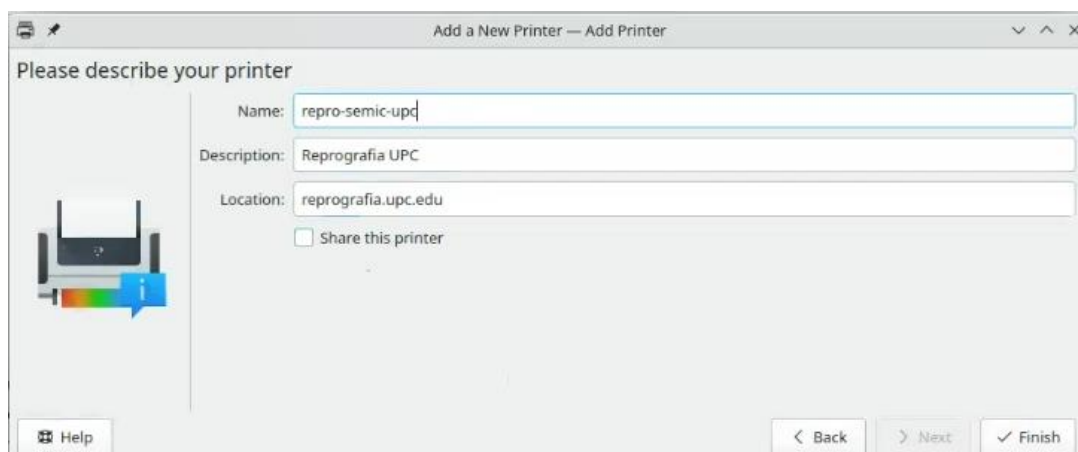 Add a New Printer — Add Printer
Please describe your printer
Name: repro-semic-upc
Description: Reprografia UPC
Location: reprografia.upc.edu
Share this printer
Help Back Next Finish